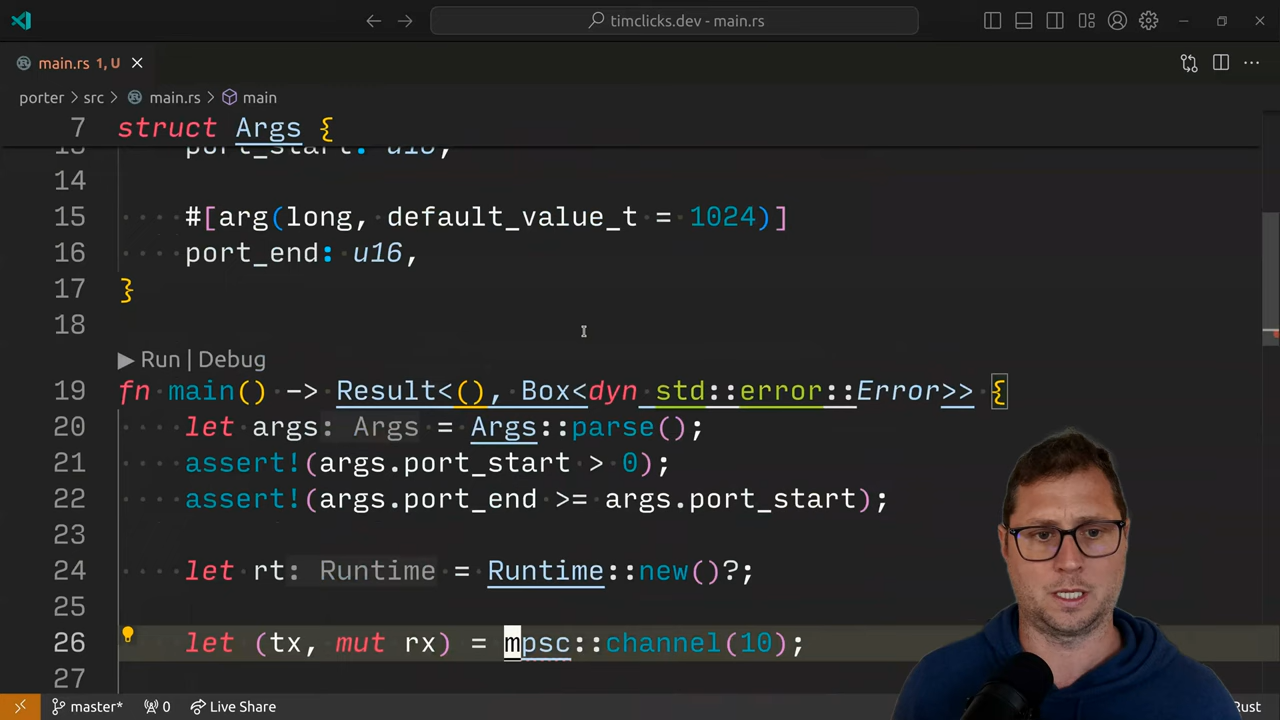 timclicks.dev - main.rs
main.rs 1, U
porter > src > main.rs > main
7 struct Args {
13 port_start: u16,
14
15 #[arg(long, default_value_t = 1024)]
16 port_end: u16,
17 }
18
Run | Debug
19 fn main() -> Result<(), Box<dyn std::error::Error>> {
20 let args: Args = Args::parse();
21 assert!(args.port_start > 0);
22 assert!(args.port_end >= args.port_start);
23
24 let rt: Runtime = Runtime::new()?;
25
26 let (tx, mut rx) = mpsc::channel(10);
27
master* 0 Live Share Rust